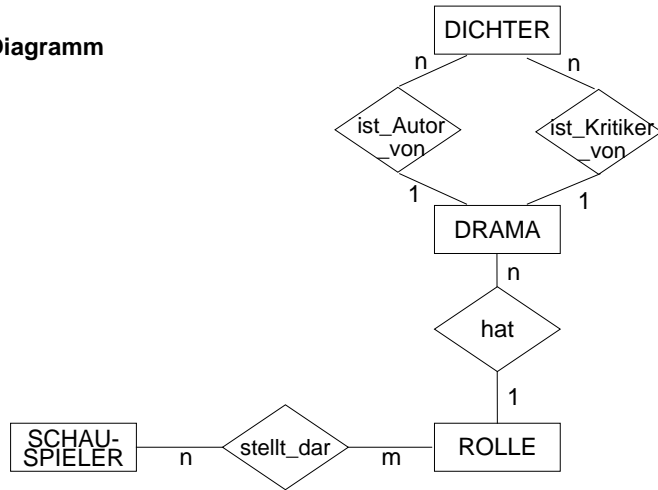 Diagramm
DICHTER
n
n
ist_Autor
_von
ist_Kritiker
_von
1
1
DRAMA
n
hat
1
SCHAU-
SPIELER
n
stellt_dar
m
ROLLE